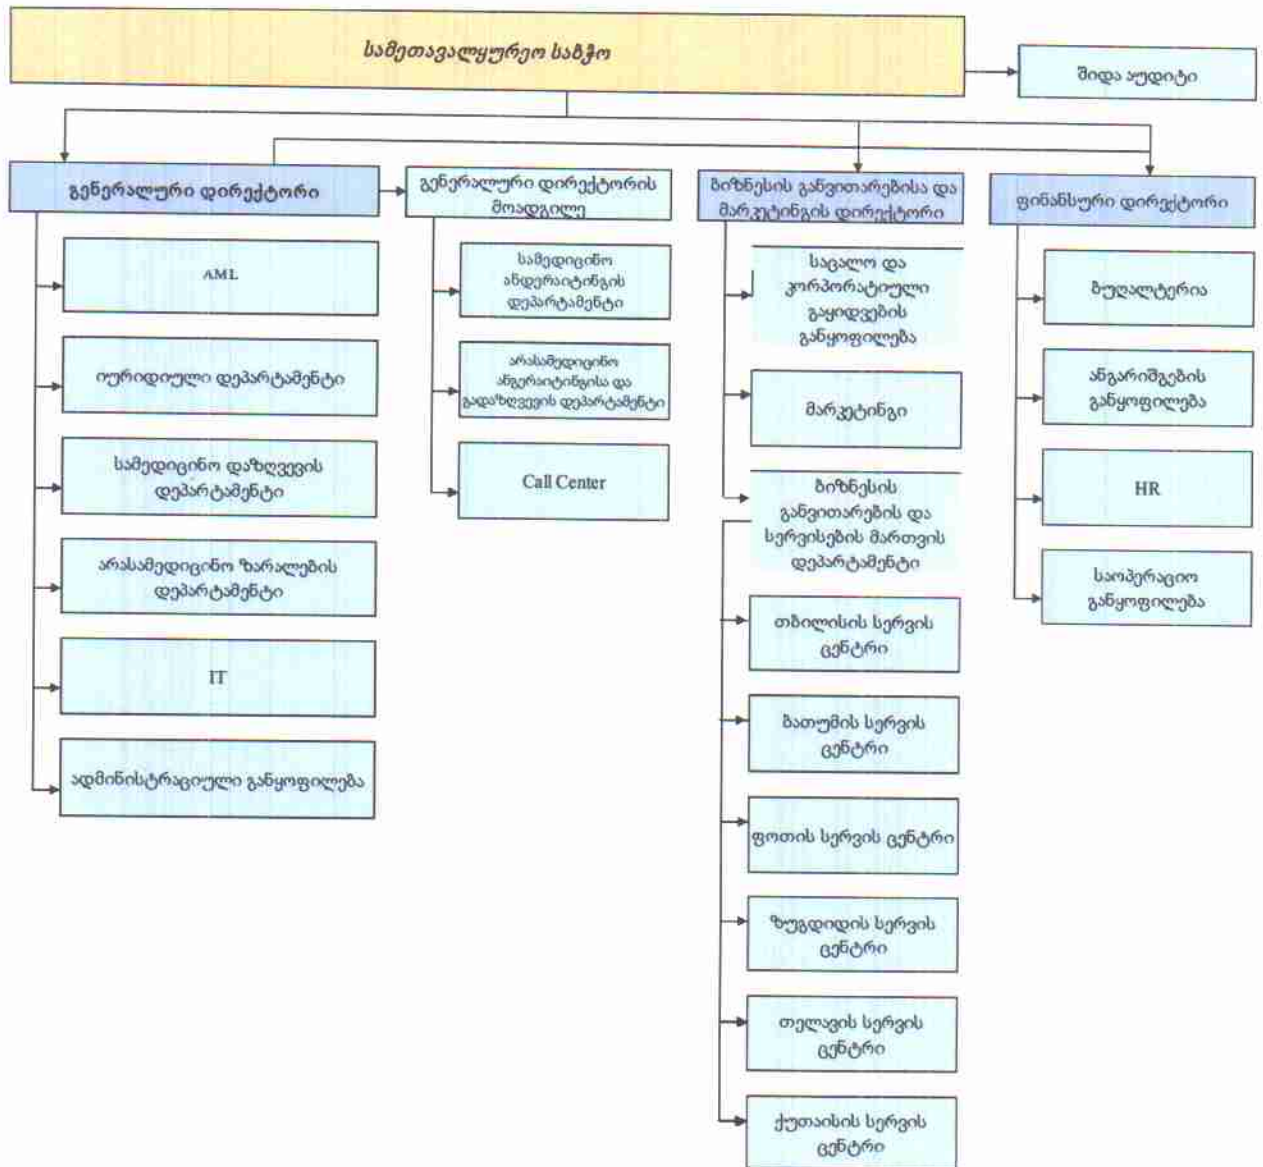 სამეთავალყურეო საბჭო
შიდა აუდიტი
გენერალური დირექტორი
გენერალური დირექტორის
მოადგილე
ბიზნესის განვითარებისა და
მარკეტინგის დირექტორი
ფინანსური დირექტორი
AML
იურიდიული დეპარტამენტი
სამედიცინო დაზღვევის
დეპარტამენტი
არასამედიცინო ზარალების
დეპარტამენტი
IT
ადმინისტრაციული განყოფილება
სამედიცინო
ანდერაიტინგის
დეპარტამენტი
არასამედიცინო
ანგერაიტინგისა და
გადაზღვევის დეპარტამენტი
Call Center
საცალო და
კორპორატიული
გაყიდვების
განყოფილება
მარკეტინგი
ბიზნესის
განვითარების და
სერვისების მართვის
დეპარტამენტი
თბილისის სერვის
ცენტრი
ბათუმის სერვის
ცენტრი
ფოთის სერვის ცენტრი
ზუგდიდის სერვის
ცენტრი
თელავის სერვის
ცენტრი
ქუთაისის სერვის
ცენტრი
ბუღალტერია
ანგარიშგების
განყოფილება
HR
საოპერაციო
განყოფილება